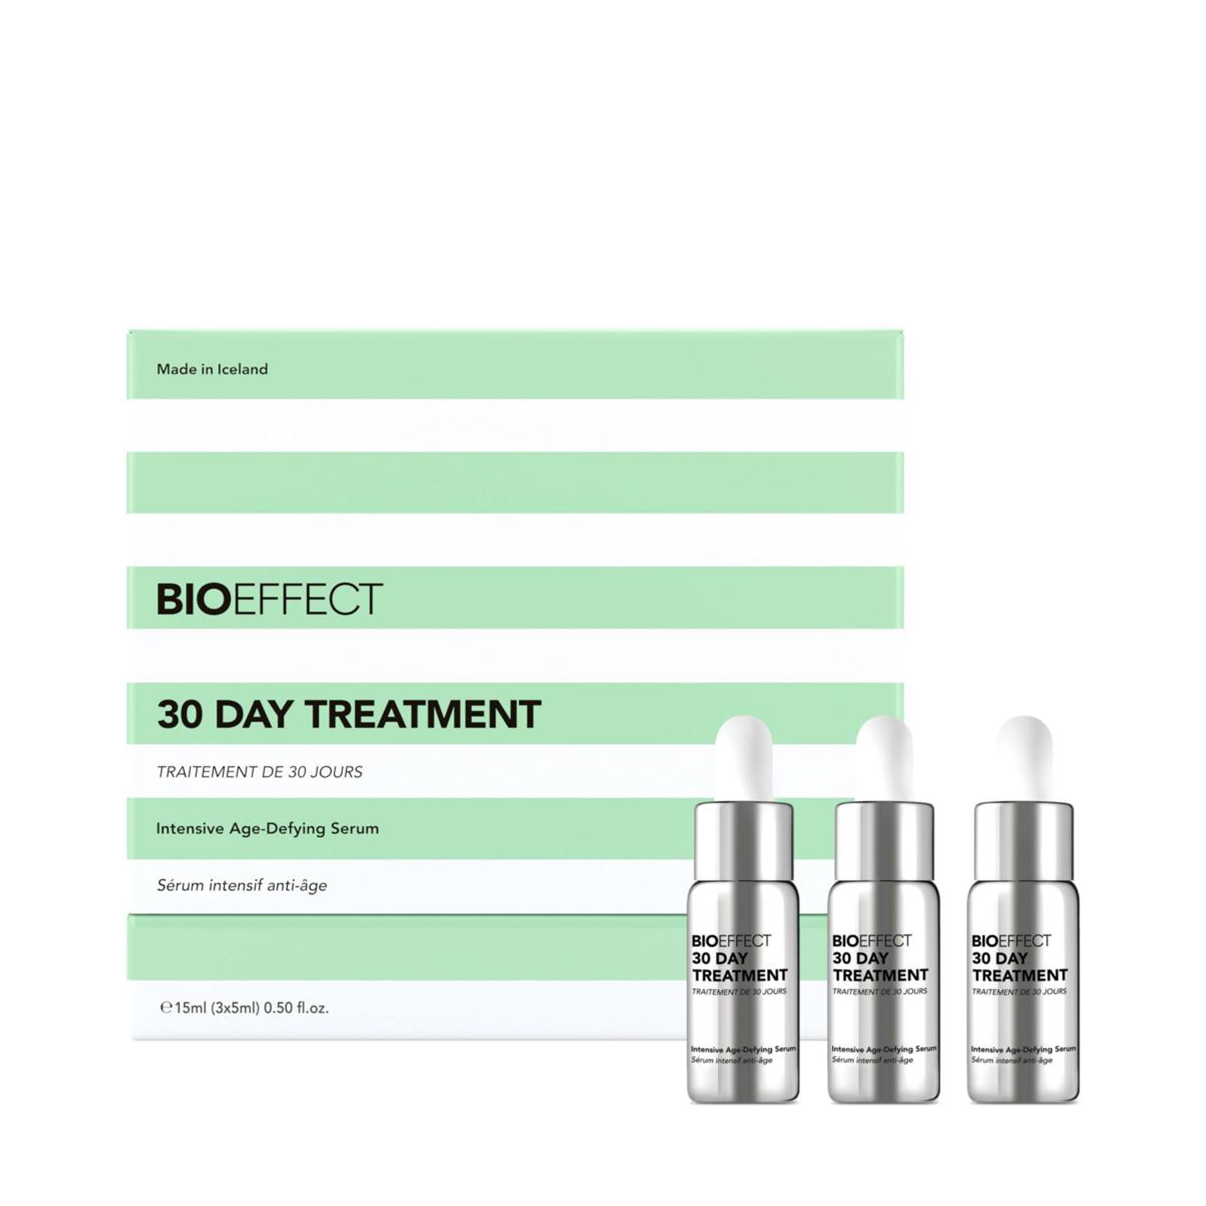 Made in Iceland
BIOEFFECT
30 DAY TREATMENT
TRAITEMENT DE 30 JOURS
Intensive Age-Defying Serum
Sérum intensif anti-âge
℮15ml (3x5ml) 0.50 fl.oz.
BIOEFFECT
30 DAY
TREATMENT
TRAITEMENT DE 30 JOURS
Intensive Age-Defying Serum
Sérum intensif anti-âge
BIOEFFECT
30 DAY
TREATMENT
TRAITEMENT DE 30 JOURS
Intensive Age-Defying Serum
Sérum intensif anti-âge
BIOEFFECT
30 DAY
TREATMENT
TRAITEMENT DE 30 JOURS
Intensive Age-Defying Serum
Sérum intensif anti-âge